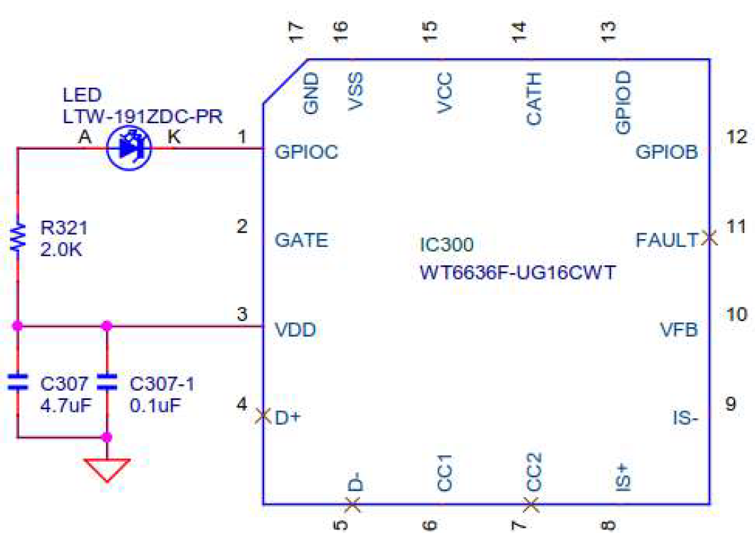 17
16
15
14
13
LED
LTW-191ZDC-PR
A
K
1
GND
VSS
VCC
CATH
GPIOD
12
GPIOC
GPIOB
R321
2.0K
2
GATE
IC300
WT6636F-UG16CWT
FAULT
11
3
VDD
VFB
10
C307
4.7uF
C307-1
0.1uF
4
D+
IS-
9
D-
CC1
CC2
IS+
5
6
7
8